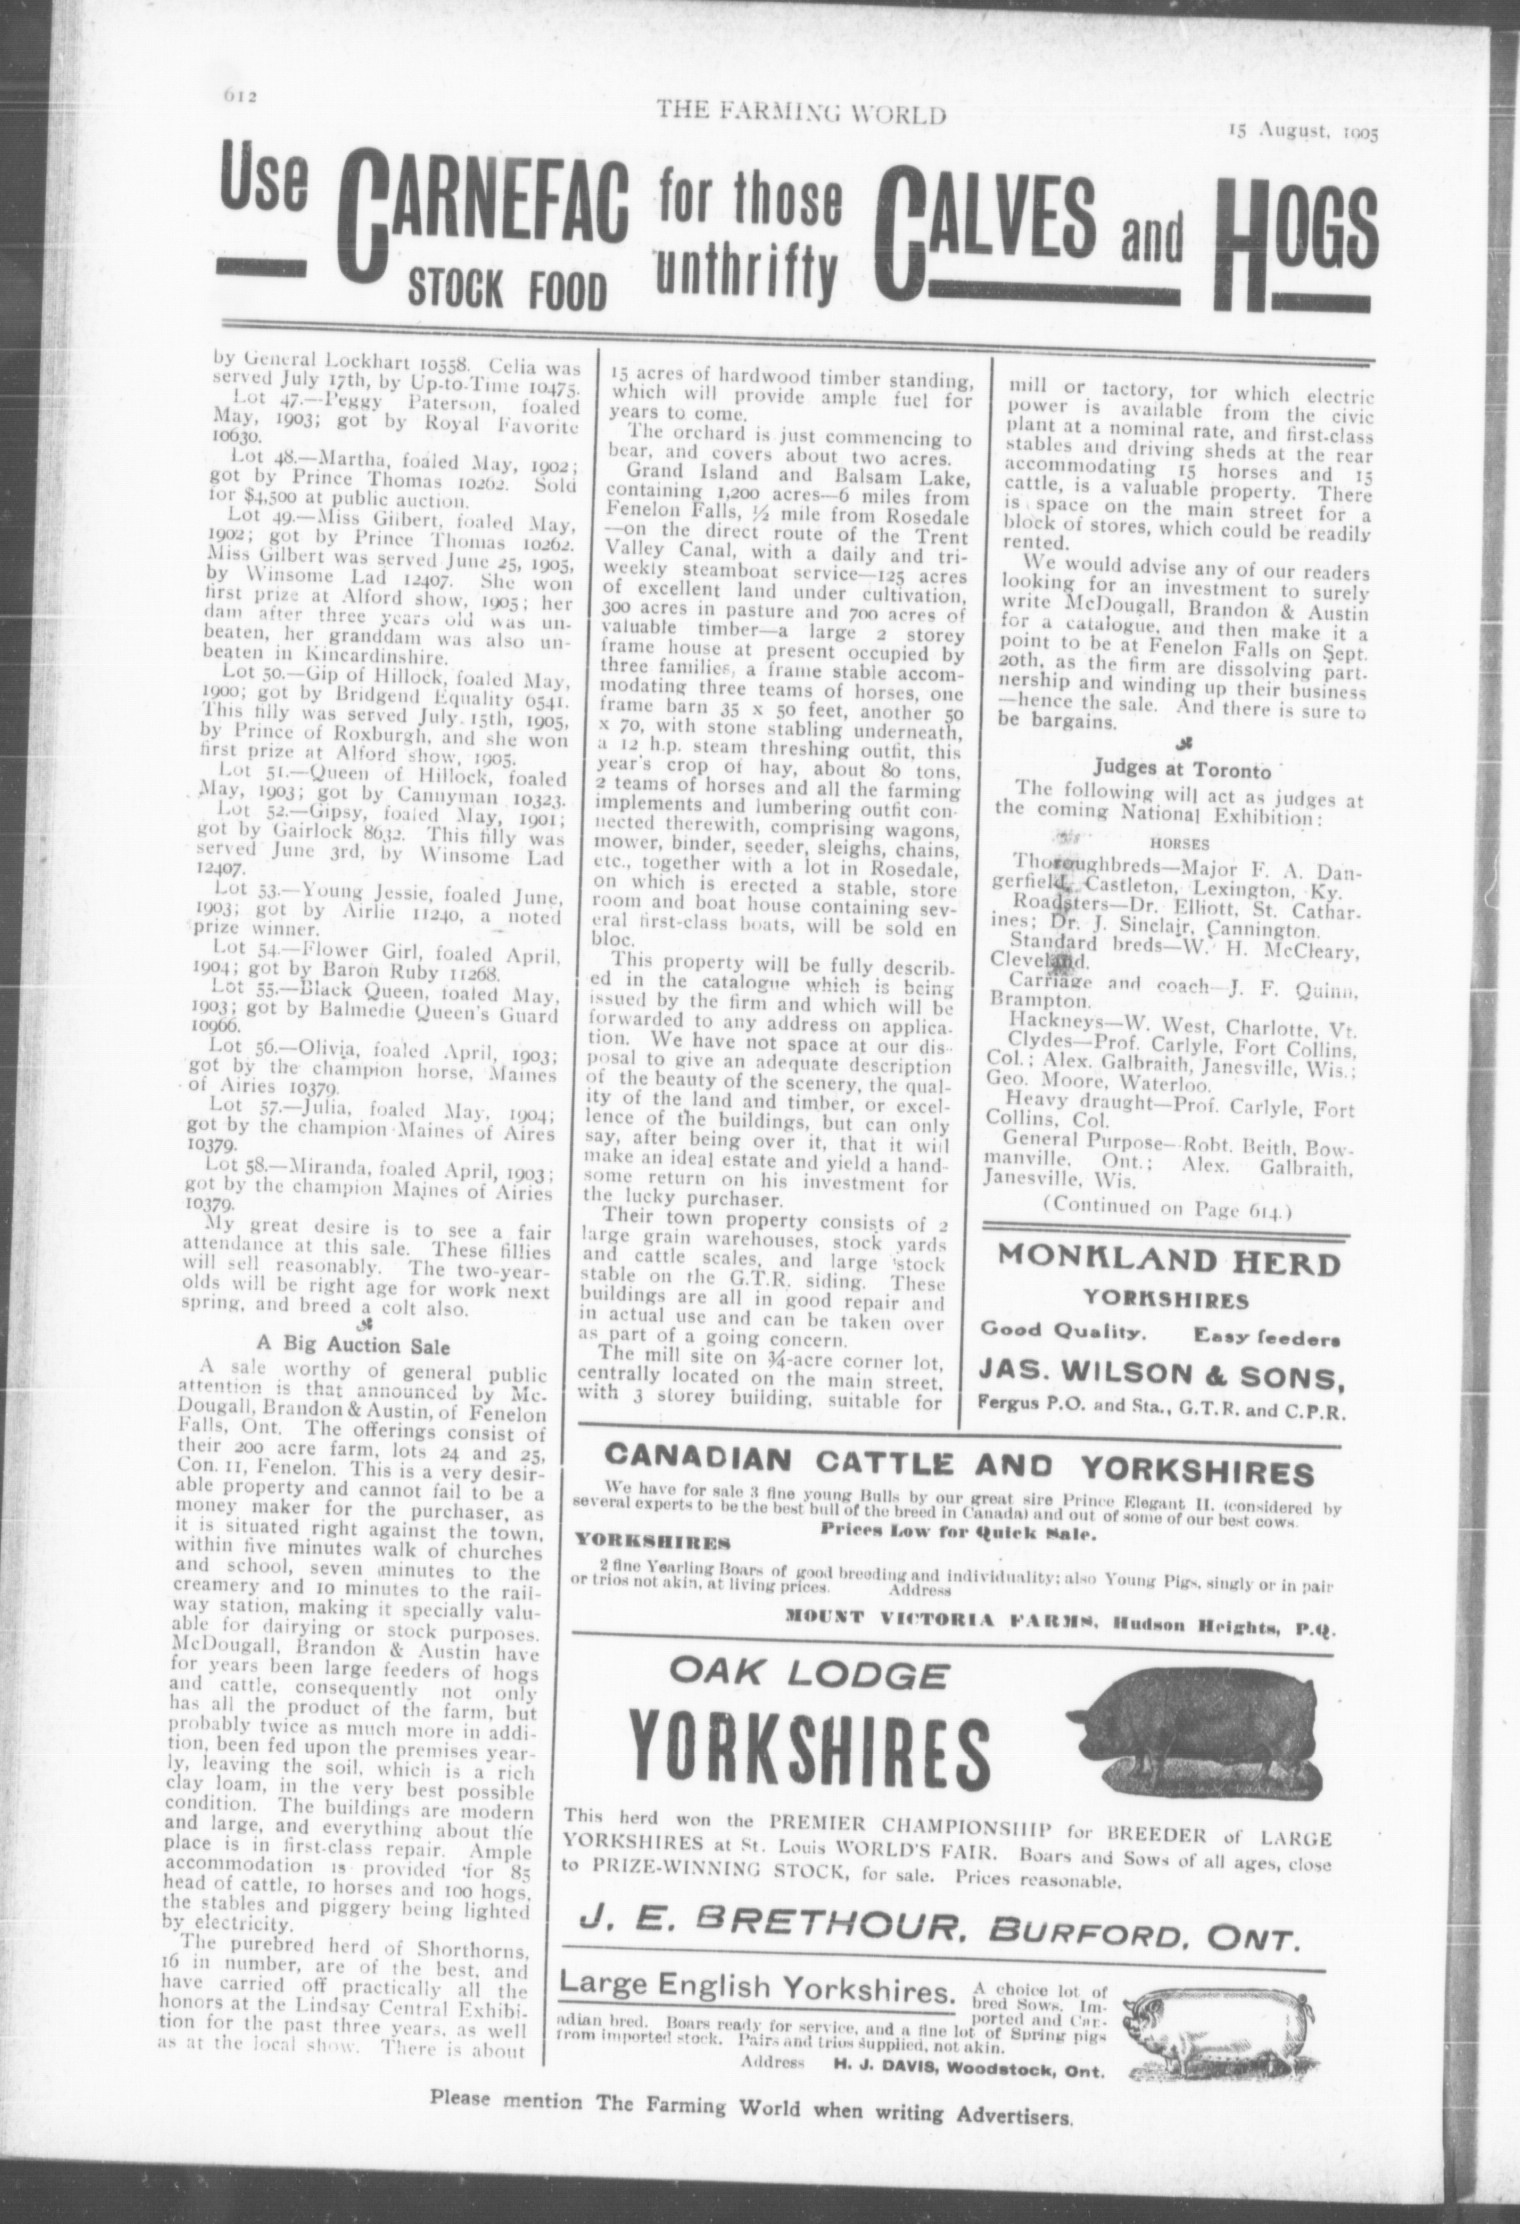 612
THE FARMING WORLD
15 August, 1905
Use CARNEFAC STOCK FOOD for those unthrifty CALVES and HOGS
by General Lockhart 10558. Celia was
served July 17th, by Up-to-Time 10475.
Lot 47.—Peggy Paterson, foaled
May, 1903; got by Royal Favorite
10630.
Lot 48.—Martha, foaled May, 1902;
got by Prince Thomas 10262. Sold
for $4,500 at public auction.
Lot 49.—Miss Gilbert, foaled May,
1902; got by Prince Thomas 10262.
Miss Gilbert was served June 25, 1905,
by Winsome Lad 12407. She won
first prize at Alford show, 1905; her
dam after three years old was un-
beaten, her granddam was also un-
beaten in Kincardinshire.
Lot 50.—Gip of Hillock, foaled May,
1900; got by Bridgend Equality 6541.
This filly was served July 15th, 1905,
by Prince of Roxburgh, and she won
first prize at Alford show, 1905.
Lot 51.—Queen of Hillock, foaled
May, 1903; got by Cannyman 10323.
Lot 52.—Gipsy, foaled May, 1901;
got by Gairlock 8632. This filly was
served June 3rd, by Winsome Lad
12407.
Lot 53.—Young Jessie, foaled June,
1903; got by Airlie 11240, a noted
prize winner.
Lot 54.—Flower Girl, foaled April,
1904; got by Baron Ruby 11268.
Lot 55.—Black Queen, foaled May,
1903; got by Balmedie Queen's Guard
10966.
Lot 56.—Olivia, foaled April, 1903;
got by the champion horse, Maines
of Airies 10379.
Lot 57.—Julia, foaled May, 1904;
got by the champion Maines of Aires
10379.
Lot 58.—Miranda, foaled April, 1903;
got by the champion Maines of Airies
10379.
My great desire is to see a fair
attendance at this sale. These fillies
will sell reasonably. The two-year-
olds will be right age for work next
spring, and breed a colt also.
A Big Auction Sale
A sale worthy of general public
attention is that announced by Mc-
Dougall, Brandon & Austin, of Fenelon
Falls, Ont. The offerings consist of
their 200 acre farm, lots 24 and 25,
Con. 11, Fenelon. This is a very desir-
able property and cannot fail to be a
money maker for the purchaser, as
it is situated right against the town,
within five minutes walk of churches
and school, seven minutes to the
creamery and 10 minutes to the rail-
way station, making it specially valu-
able for dairying or stock purposes.
McDougall, Brandon & Austin have
for years been large feeders of hogs
and cattle, consequently not only
has all the product of the farm, but
probably twice as much more in addi-
tion, been fed upon the premises year-
ly, leaving the soil, which is a rich
clay loam, in the very best possible
condition. The buildings are modern
and large, and everything about the
place is in first-class repair. Ample
accommodation is provided for 85
head of cattle, 10 horses and 100 hogs,
the stables and piggery being lighted
by electricity.
The purebred herd of Shorthorns,
16 in number, are of the best, and
have carried off practically all the
honors at the Lindsay Central Exhibi-
tion for the past three years, as well
as at the local show. There is about
15 acres of hardwood timber standing,
which will provide ample fuel for
years to come.
The orchard is just commencing to
bear, and covers about two acres.
Grand Island and Balsam Lake,
containing 1,200 acres—6 miles from
Fenelon Falls, ½ mile from Rosedale
—on the direct route of the Trent
Valley Canal, with a daily and tri-
weekly steamboat service—125 acres
of excellent land under cultivation,
300 acres in pasture and 700 acres of
valuable timber—a large 2 storey
frame house at present occupied by
three families, a frame stable accom-
modating three teams of horses, one
frame barn 35 x 50 feet, another 50
x 70, with stone stabling underneath,
a 12 h.p. steam threshing outfit, this
year's crop of hay, about 80 tons,
2 teams of horses and all the farming
implements and lumbering outfit con-
nected therewith, comprising wagons,
mower, binder, seeder, sleighs, chains,
etc., together with a lot in Rosedale,
on which is erected a stable, store
room and boat house containing sev-
eral first-class boats, will be sold en
bloc.
This property will be fully describ-
ed in the catalogue which is being
issued by the firm and which will be
forwarded to any address on applica-
tion. We have not space at our dis-
posal to give an adequate description
of the beauty of the scenery, the qual-
ity of the land and timber, or excel-
lence of the buildings, but can only
say, after being over it, that it will
make an ideal estate and yield a hand-
some return on his investment for
the lucky purchaser.
Their town property consists of 2
large grain warehouses, stock yards
and cattle scales, and large stock
stable on the G.T.R. siding. These
buildings are all in good repair and
in actual use and can be taken over
as part of a going concern.
The mill site on ¾-acre corner lot,
centrally located on the main street,
with 3 storey building, suitable for
mill or factory, for which electric
power is available from the civic
plant at a nominal rate, and first-class
stables and driving sheds at the rear
accommodating 15 horses and 15
cattle, is a valuable property. There
is space on the main street for a
block of stores, which could be readily
rented.
We would advise any of our readers
looking for an investment to surely
write McDougall, Brandon & Austin
for a catalogue, and then make it a
point to be at Fenelon Falls on Sept.
20th, as the firm are dissolving part-
nership and winding up their business
—hence the sale. And there is sure to
be bargains.
Judges at Toronto
The following will act as judges at
the coming National Exhibition:
HORSES
Thoroughbreds—Major F. A. Dan-
gerfield, Castleton, Lexington, Ky.
Roadsters—Dr. Elliott, St. Cathar-
ines; Dr. J. Sinclair, Cannington.
Standard breds—W. H. McCleary,
Cleveland.
Carriage and coach—J. F. Quinn,
Brampton.
Hackneys—W. West, Charlotte, Vt.
Clydes—Prof. Carlyle, Fort Collins,
Col.; Alex. Galbraith, Janesville, Wis.;
Geo. Moore, Waterloo.
Heavy draught—Prof. Carlyle, Fort
Collins, Col.
General Purpose—Robt. Beith, Bow-
manville, Ont.; Alex. Galbraith,
Janesville, Wis.
(Continued on Page 614.)
MONKLAND HERD
YORKSHIRES
Good Quality. Easy feeders
JAS. WILSON & SONS,
Fergus P.O. and Sta., G.T.R. and C.P.R.
CANADIAN CATTLE AND YORKSHIRES
We have for sale 3 fine young Bulls by our great sire Prince Elegant II. (considered by
several experts to be the best bull of the breed in Canada) and out of some of our best cows.
Prices Low for Quick Sale.
YORKSHIRES
2 fine Yearling Boars of good breeding and individuality; also Young Pigs, singly or in pair
or trios not akin, at living prices. Address
MOUNT VICTORIA FARMS, Hudson Heights, P.Q.
OAK LODGE
YORKSHIRES
This herd won the PREMIER CHAMPIONSHIP for BREEDER of LARGE
YORKSHIRES at St. Louis WORLD'S FAIR. Boars and Sows of all ages, close
to PRIZE-WINNING STOCK, for sale. Prices reasonable.
J. E. BRETHOUR, BURFORD, ONT.
Large English Yorkshires. A choice lot of
bred Sows, Im-
ported and Can-
adian bred. Boars ready for service, and a fine lot of Spring pigs
from imported stock. Pairs and trios supplied, not akin.
Address H. J. DAVIS, Woodstock, Ont.
Please mention The Farming World when writing Advertisers.